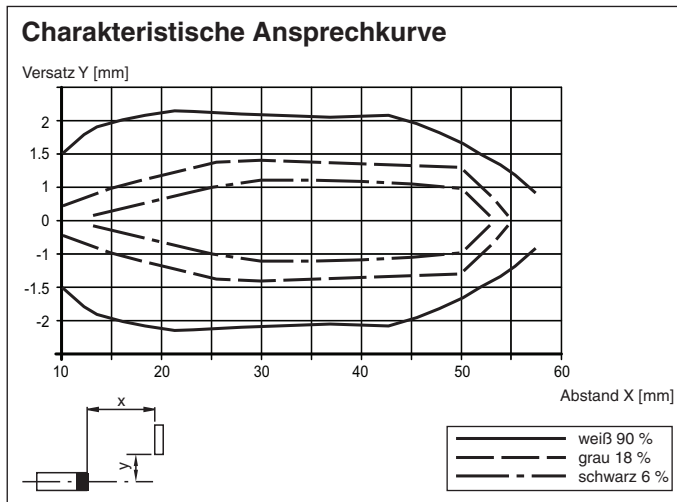 Charakteristische Ansprechkurve
Versatz Y [mm]
2
1.5
1
0
-1
-1.5
-2
10 20 30 40 50 60
Abstand X [mm]
x
y
weiß 90 %
grau 18 %
schwarz 6 %